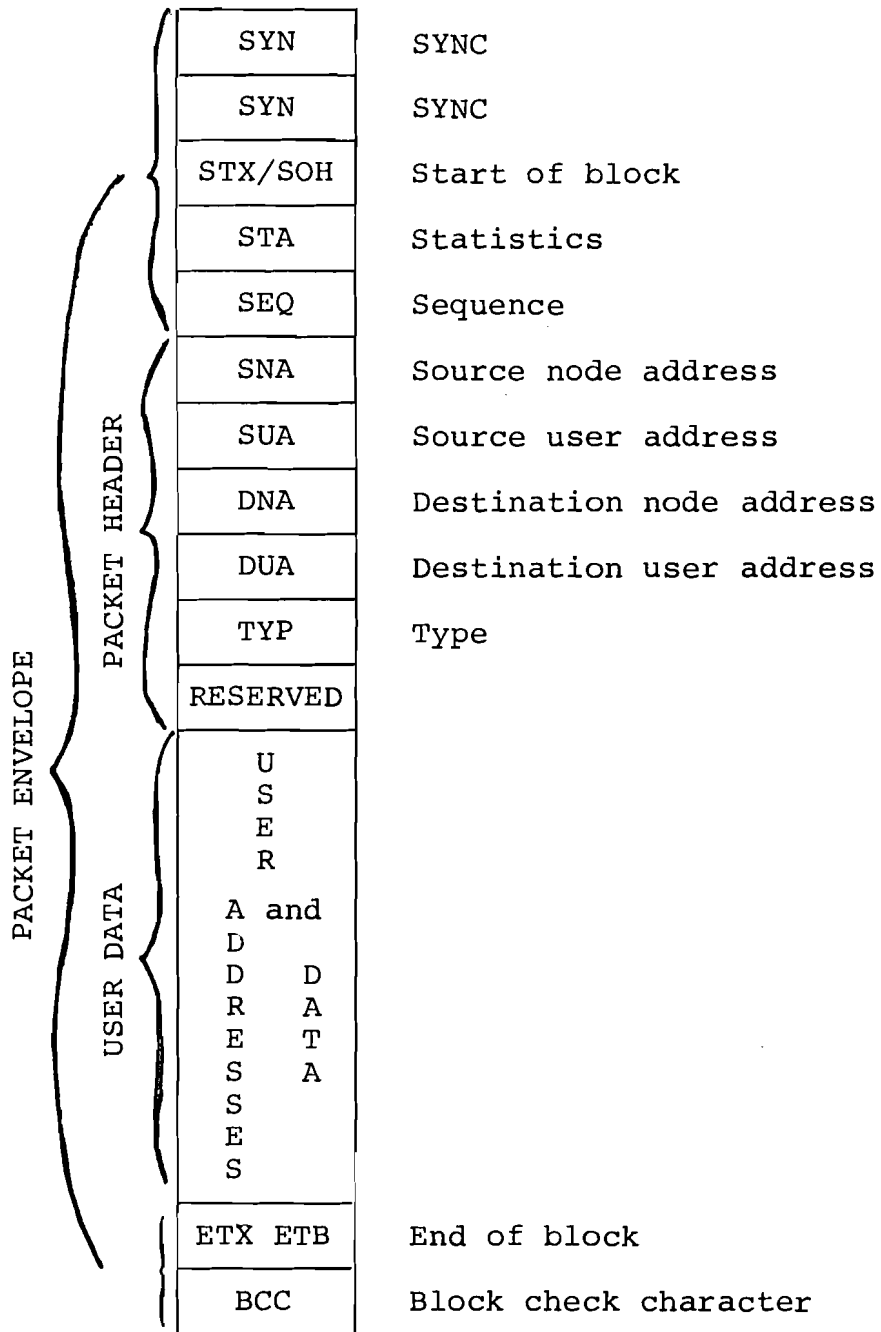 SYN SYNC
SYN SYNC
STX/SOH Start of block
STA Statistics
SEQ Sequence
SNA Source node address
SUA Source user address
DNA Destination node address
DUA Destination user address
TYP Type
RESERVED
PACKET HEADER
PACKET ENVELOPE
USER DATA
USER
ADDRESSES and DATA
ETX ETB End of block
BCC Block check character